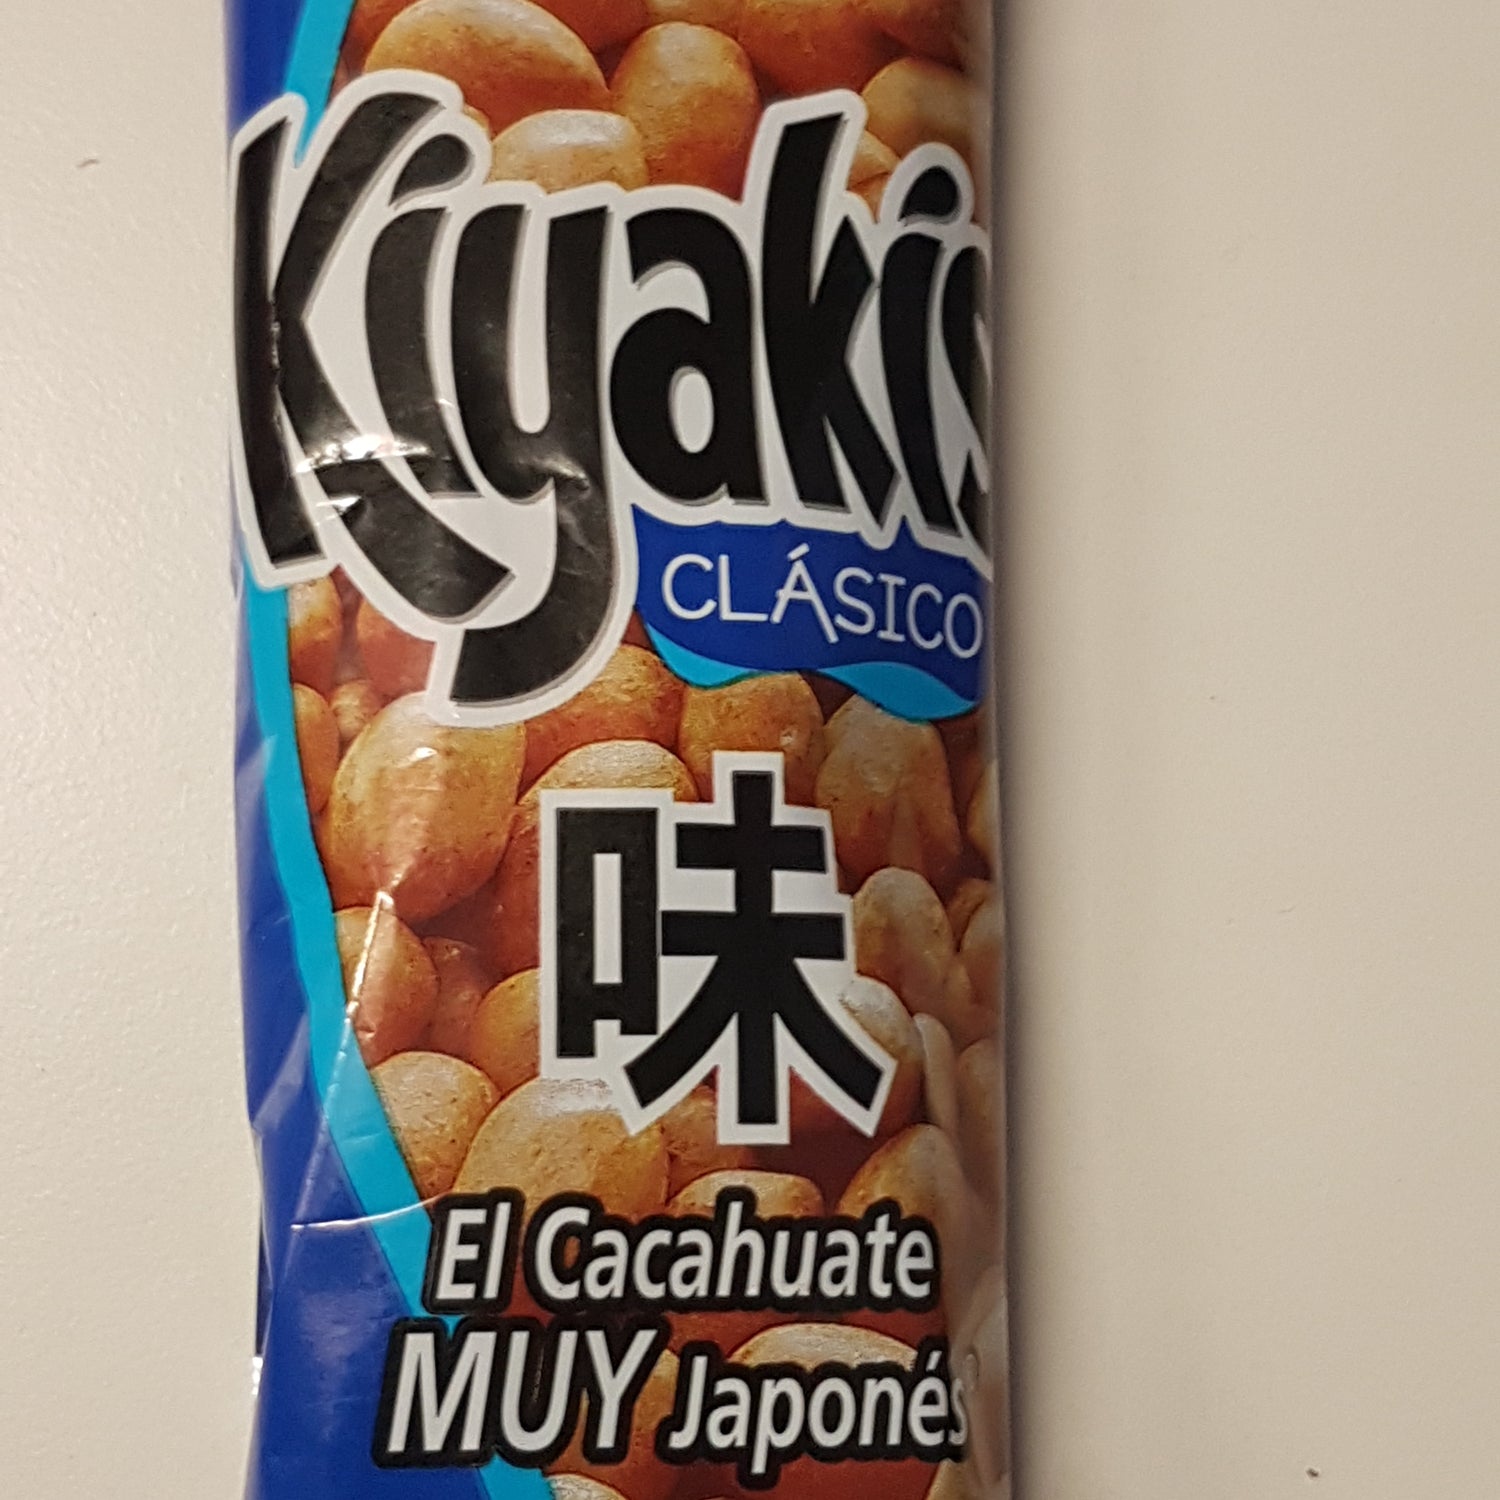 Kiyakis
CLÁSICO
味
El Cacahuate
MUY Japonés